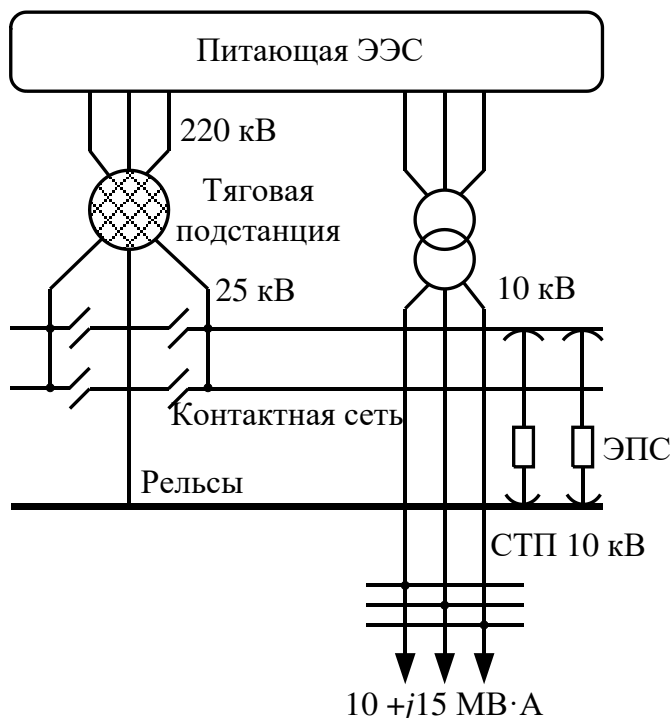 Питающая ЭЭС
220 кВ
Тяговая
подстанция
25 кВ
10 кВ
Контактная сеть
ЭПС
Рельсы
СТП 10 кВ
10 +j15 МВ·А